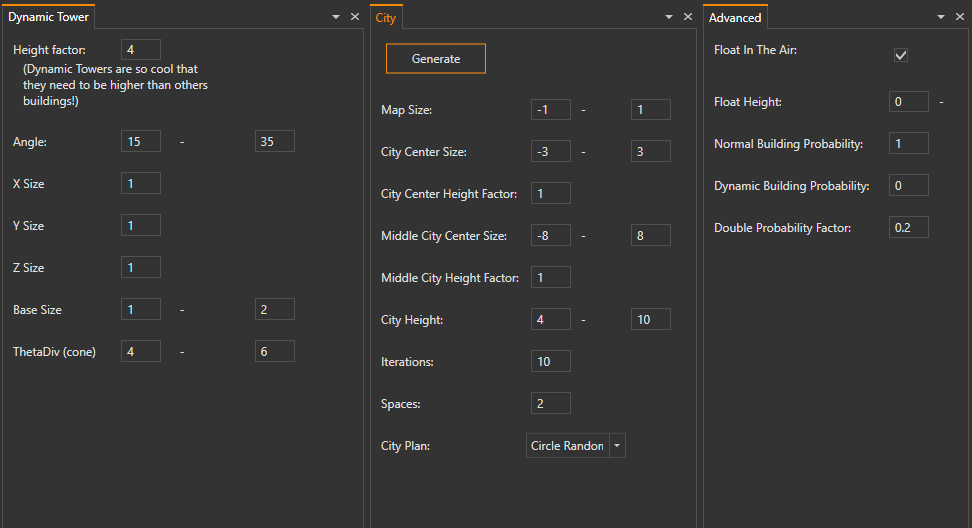 Dynamic Tower
Height factor: 4
(Dynamic Towers are so cool that
they need to be higher than others
buildings!)
Angle: 15 - 35
X Size 1
Y Size 1
Z Size 1
Base Size 1 - 2
ThetaDiv (cone) 4 - 6
City
Generate
Map Size: -1 - 1
City Center Size: -3 - 3
City Center Height Factor: 1
Middle City Center Size: -8 - 8
Middle City Height Factor: 1
City Height: 4 - 10
Iterations: 10
Spaces: 2
City Plan: Circle Randon
Advanced
Float In The Air:
Float Height: 0 -
Normal Building Probability: 1
Dynamic Building Probability: 0
Double Probability Factor: 0.2